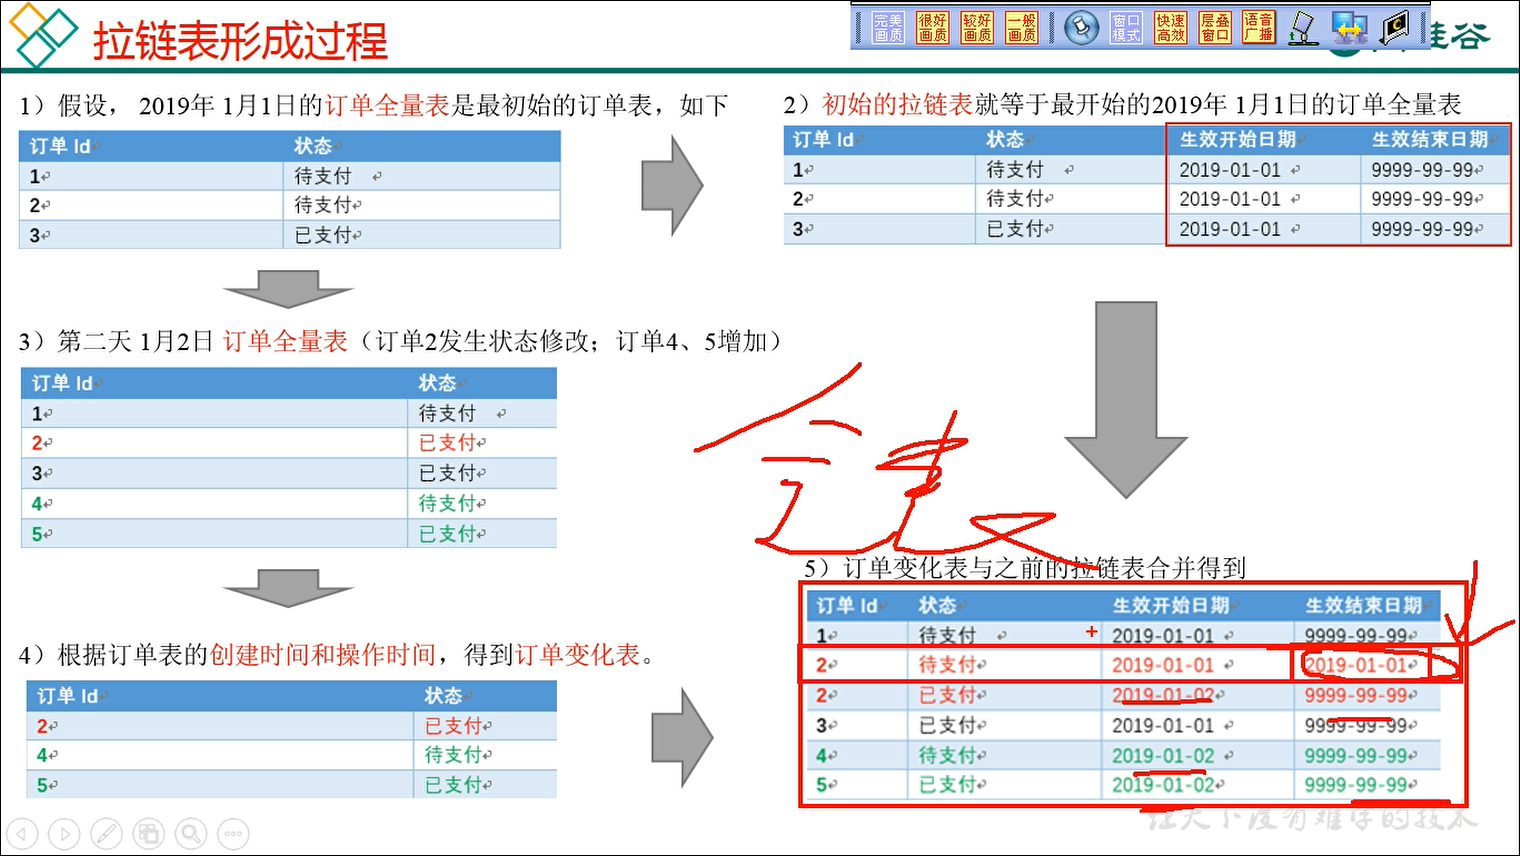 拉链表形成过程
完美画质 很好画质 较好画质 一般画质 窗口模式 快速高效 层叠窗口 语音广播
硅谷
1）假设， 2019年 1月1日的订单全量表是最初始的订单表，如下
订单 Id 状态
1 待支付
2 待支付
3 已支付
2）初始的拉链表就等于最开始的2019年 1月1日的订单全量表
订单 Id 状态 生效开始日期 生效结束日期
1 待支付 2019-01-01 9999-99-99
2 待支付 2019-01-01 9999-99-99
3 已支付 2019-01-01 9999-99-99
3）第二天 1月2日 订单全量表（订单2发生状态修改；订单4、5增加）
订单 Id 状态
1 待支付
2 已支付
3 已支付
4 待支付
5 已支付
4）根据订单表的创建时间和操作时间，得到订单变化表。
订单 Id 状态
2 已支付
4 待支付
5 已支付
5）订单变化表与之前的拉链表合并得到
订单 Id 状态 生效开始日期 生效结束日期
1 待支付 2019-01-01 9999-99-99
2 待支付 2019-01-01 2019-01-01
2 已支付 2019-01-02 9999-99-99
3 已支付 2019-01-01 9999-99-99
4 待支付 2019-01-02 9999-99-99
5 已支付 2019-01-02 9999-99-99
让天下没有难学的技术